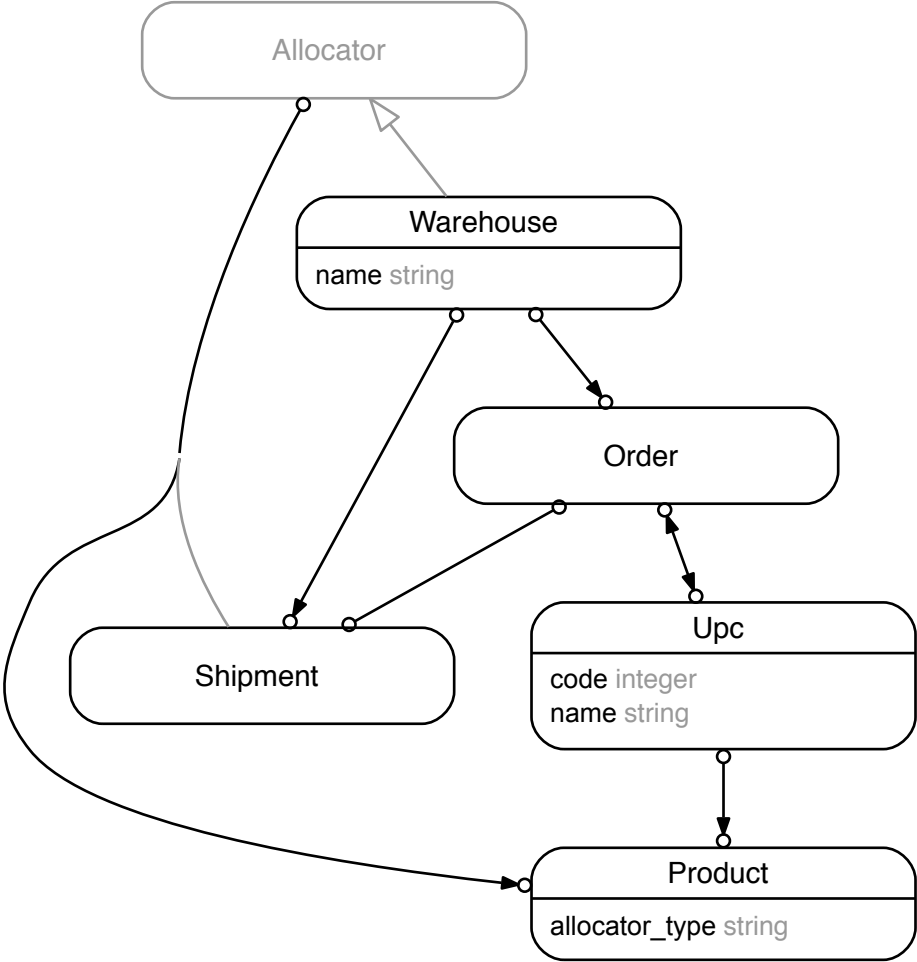 Allocator
Warehouse
name string
Order
Upc
code integer
name string
Shipment
Product
allocator_type string